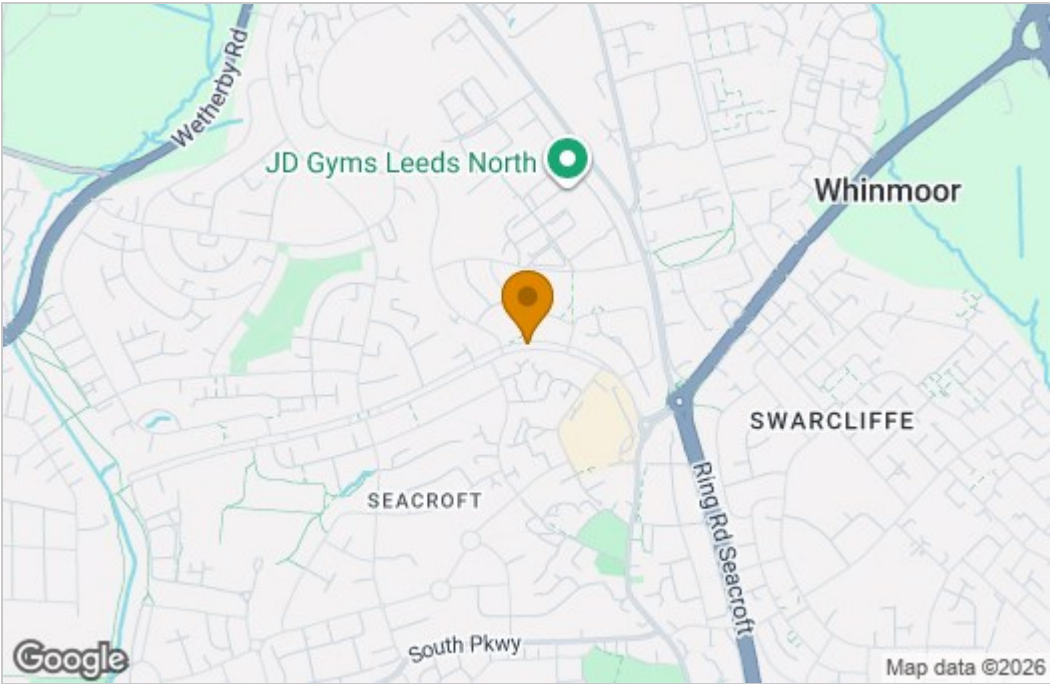 Wetherby Rd
JD Gyms Leeds North
Whinmoor
SWARCLIFFE
SEACROFT
Ring Rd Seacroft
South Pkwy
Google
Map data ©2026